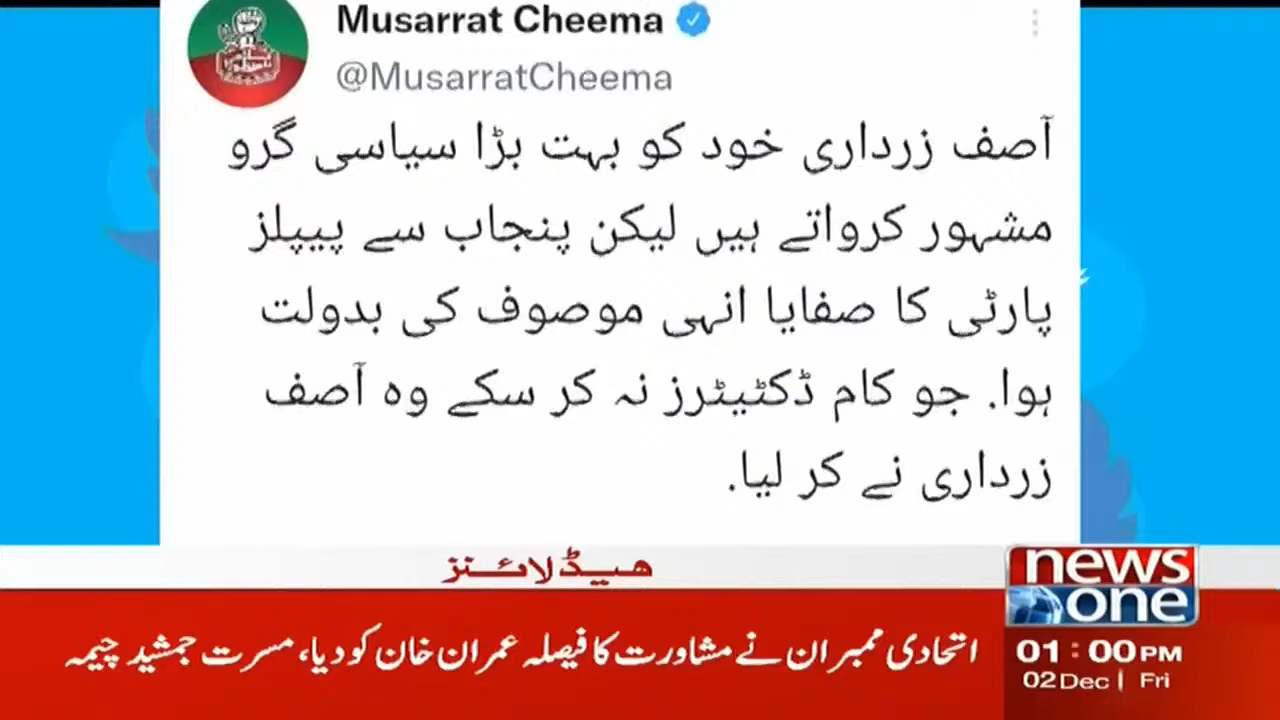 Musarrat Cheema
@MusarratCheema
آصف زرداری خود کو بہت بڑا سیاسی گرو
مشہور کرواتے ہیں لیکن پنجاب سے پیپلز
پارٹی کا صفایا انہی موصوف کی بدولت
ہوا. جو کام ڈکٹیٹرز نہ کر سکے وہ آصف
زرداری نے کر لیا.
ھیڈلائنز
news
one
اتحادی ممبران نے مشاورت کا فیصلہ عمران خان کو دیا، مسرت جمشید چیمہ
01:00PM
02Dec | Fri